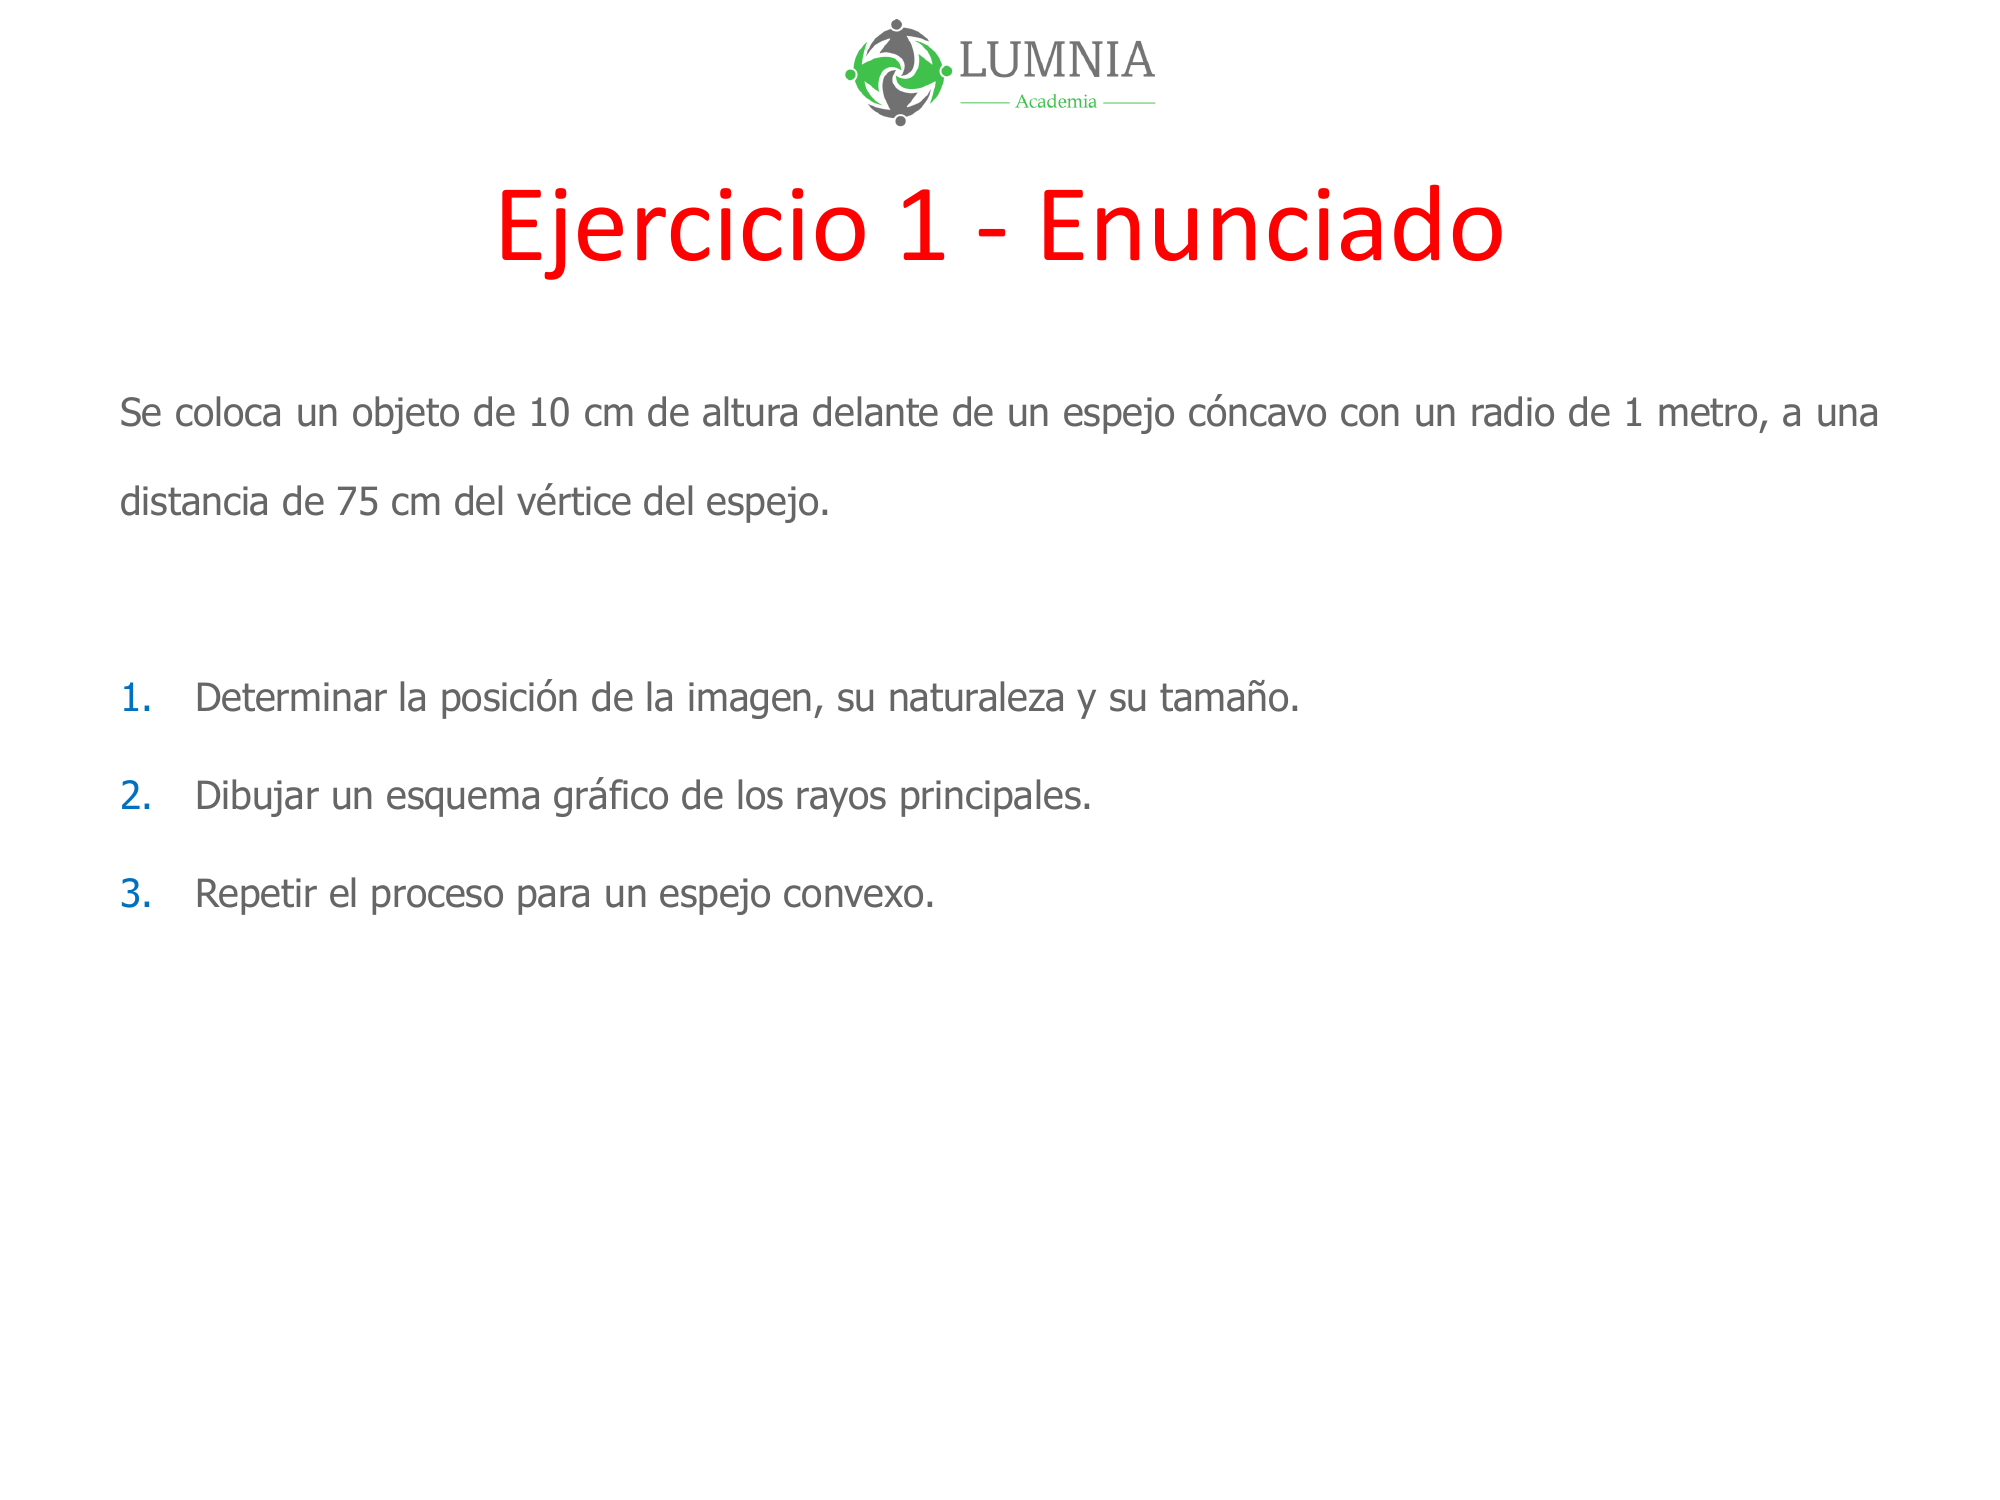 LUMNIA
Academia
Ejercicio 1 - Enunciado
Se coloca un objeto de 10 cm de altura delante de un espejo cóncavo con un radio de 1 metro, a una
distancia de 75 cm del vértice del espejo.
1. Determinar la posición de la imagen, su naturaleza y su tamaño.
2. Dibujar un esquema gráfico de los rayos principales.
3. Repetir el proceso para un espejo convexo.